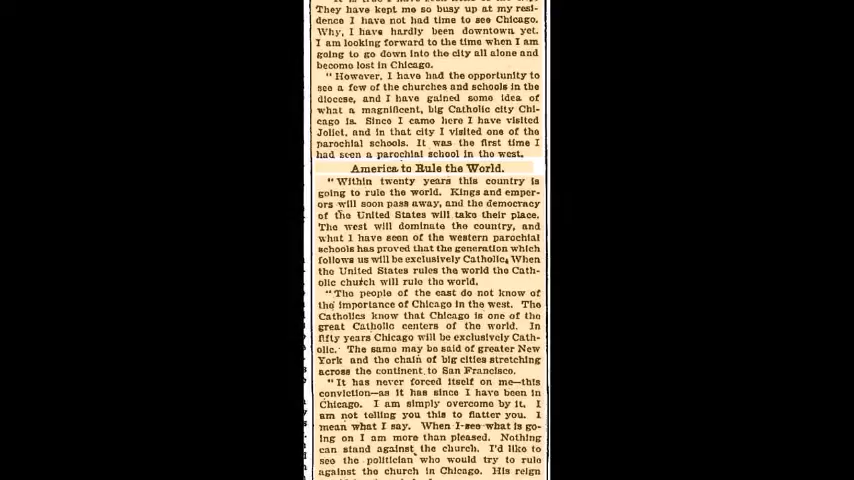 They have kept me so busy up at my resi-
dence I have not had time to see Chicago.
Why, I have hardly been downtown yet.
I am looking forward to the time when I am
going to go down into the city all alone and
become lost in Chicago.
"However, I have had the opportunity to
see a few of the churches and schools in the
diocese, and I have gained some idea of
what a magnificent, big Catholic city Chi-
cago is. Since I came here I have visited
Joliet, and in that city I visited one of the
parochial schools. It was the first time I
had seen a parochial school in the west.
America to Rule the World.
"Within twenty years this country is
going to rule the world. Kings and emper-
ors will soon pass away, and the democracy
of the United States will take their place.
The west will dominate the country, and
what I have seen of the western parochial
schools has proved that the generation which
follows us will be exclusively Catholic. When
the United States rules the world the Cath-
olic church will rule the world.
"The people of the east do not know of
the importance of Chicago in the west. The
Catholics know that Chicago is one of the
great Catholic centers of the world. In
fifty years Chicago will be exclusively Cath-
olic. The same may be said of greater New
York and the chain of big cities stretching
across the continent to San Francisco.
"It has never forced itself on me—this
conviction—as it has since I have been in
Chicago. I am simply overcome by it. I
am not telling you this to flatter you. I
mean what I say. When I see what is go-
ing on I am more than pleased. Nothing
can stand against the church. I'd like to
see the politician who would try to rule
against the church in Chicago. His reign